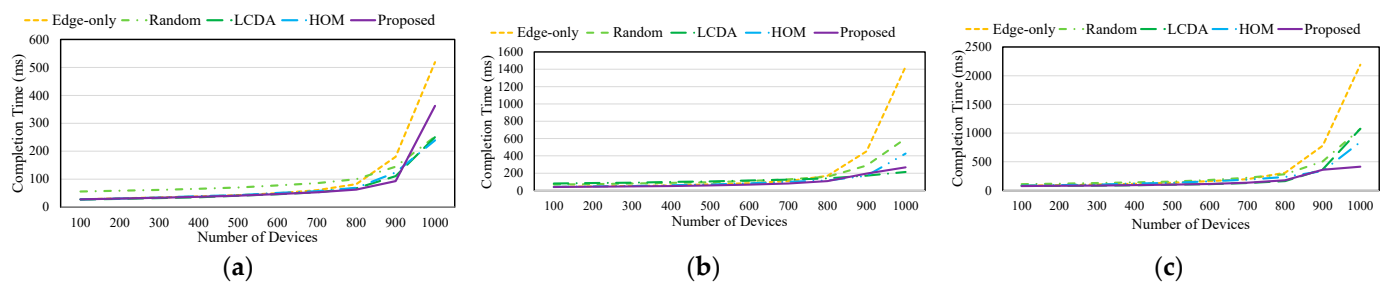 Edge-only Random LCDA HOM Proposed
Completion Time (ms)
600
500
400
300
200
100
0
100 200 300 400 500 600 700 800 900 1000
Number of Devices
(a)
Edge-only Random LCDA HOM Proposed
Completion Time (ms)
1600
1400
1200
1000
800
600
400
200
0
100 200 300 400 500 600 700 800 900 1000
Number of Devices
(b)
Edge-only Random LCDA HOM Proposed
Completion Time (ms)
2500
2000
1500
1000
500
0
100 200 300 400 500 600 700 800 900 1000
Number of Devices
(c)